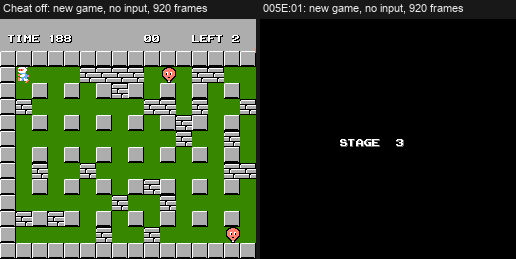 Cheat off: new game, no input, 920 frames
005E:01: new game, no input, 920 frames
TIME 188 00 LEFT 2
STAGE 3